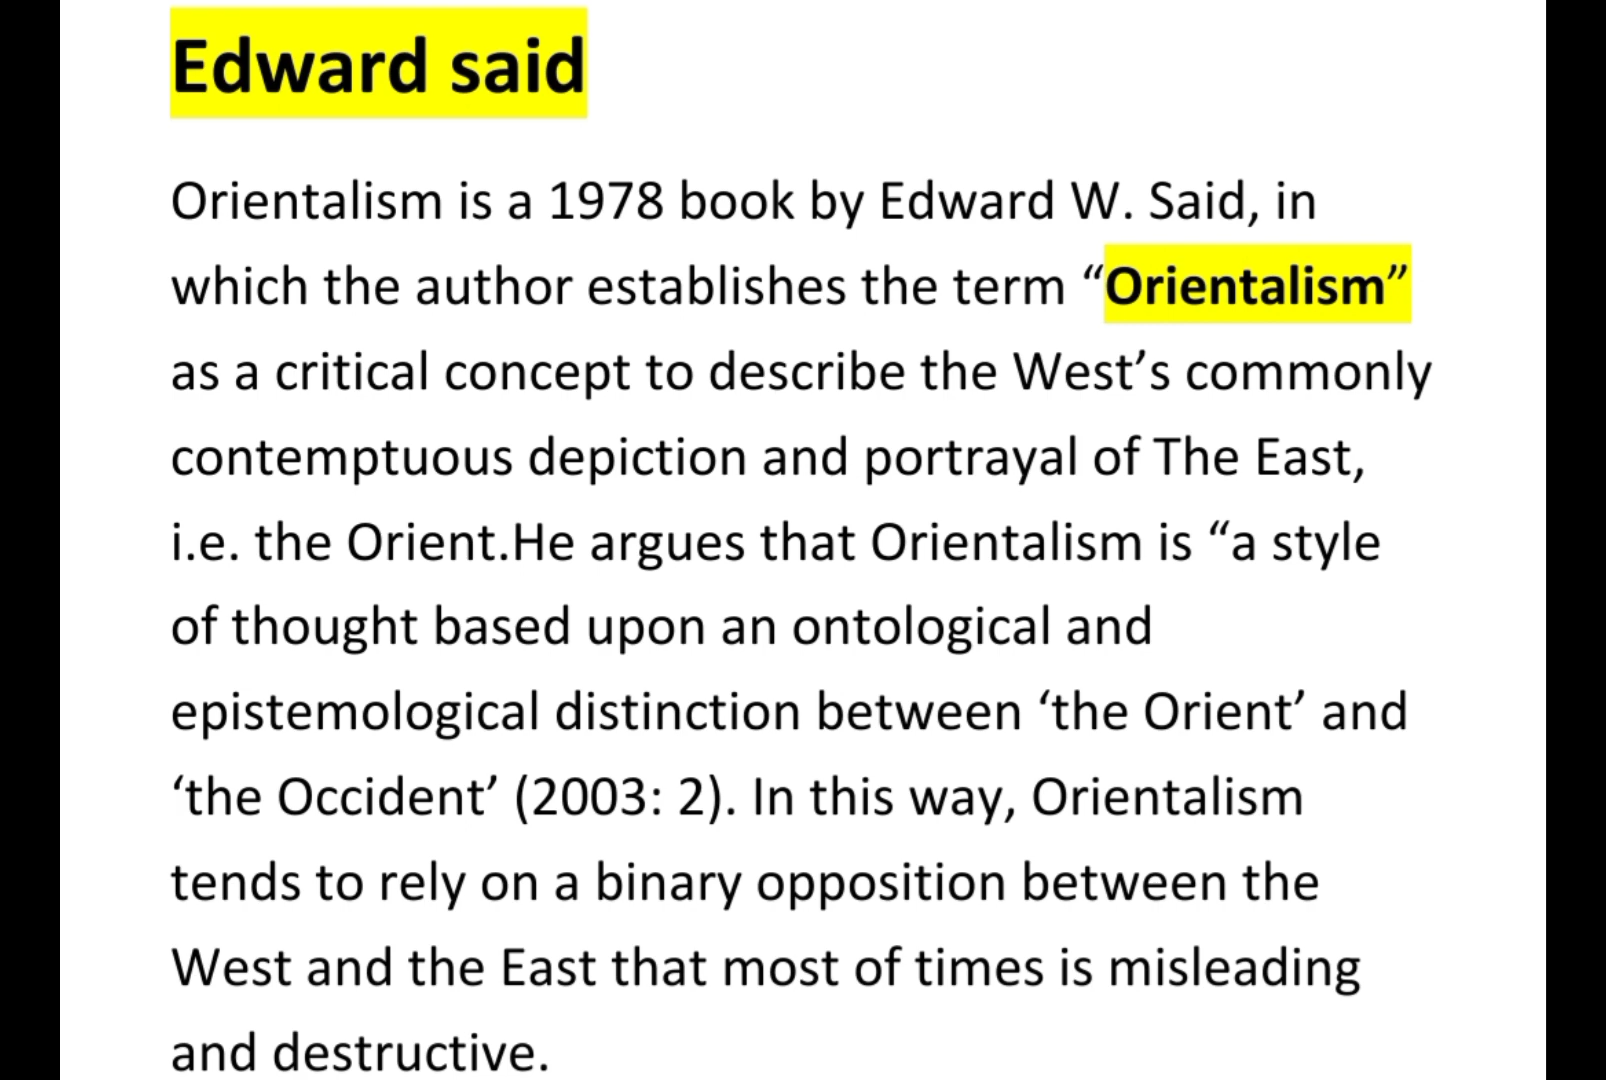 Edward said
Orientalism is a 1978 book by Edward W. Said, in
which the author establishes the term “Orientalism”
as a critical concept to describe the West’s commonly
contemptuous depiction and portrayal of The East,
i.e. the Orient.He argues that Orientalism is “a style
of thought based upon an ontological and
epistemological distinction between ‘the Orient’ and
‘the Occident’ (2003: 2). In this way, Orientalism
tends to rely on a binary opposition between the
West and the East that most of times is misleading
and destructive.